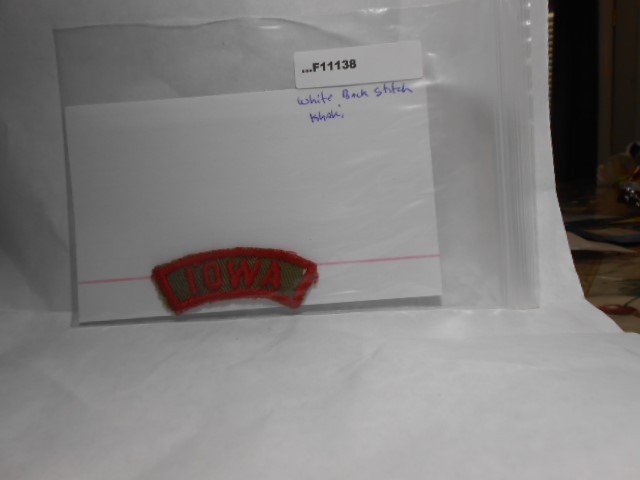 ...F11138
white Back stitch
Khaki
IOWA